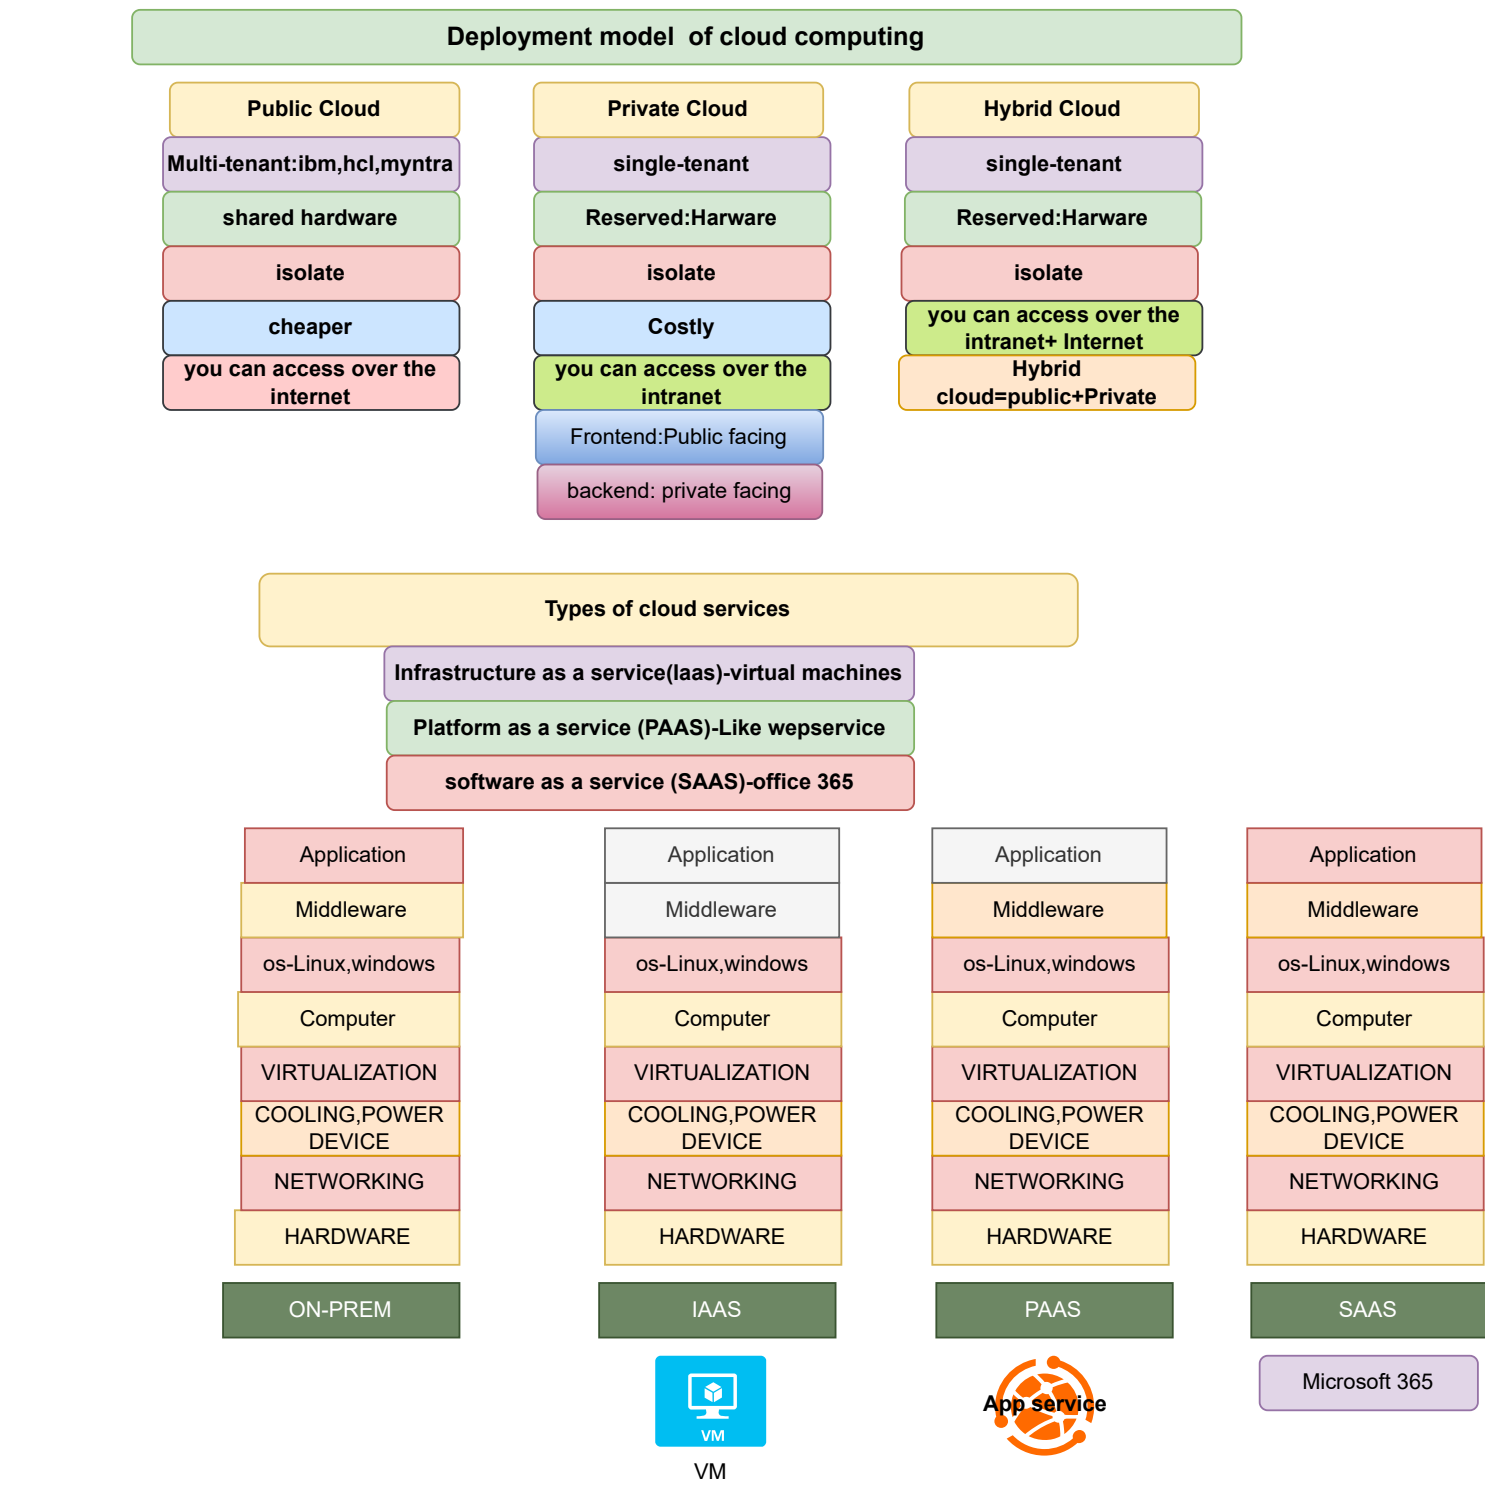 Deployment model  of cloud computing
Public Cloud
Multi-tenant:ibm,hcl,myntra
shared hardware
isolate
cheaper
you can access over the
internet
Private Cloud
single-tenant
Reserved:Harware
isolate
Costly
you can access over the
intranet
Frontend:Public facing
backend: private facing
Hybrid Cloud
single-tenant
Reserved:Harware
isolate
you can access over the
intranet+ Internet
Hybrid
cloud=public+Private
Types of cloud services
Infrastructure as a service(Iaas)-virtual machines
Platform as a service (PAAS)-Like wepservice
software as a service (SAAS)-office 365
Application
Middleware
os-Linux,windows
Computer
VIRTUALIZATION
COOLING,POWER
DEVICE
NETWORKING
HARDWARE
ON-PREM
Application
Middleware
os-Linux,windows
Computer
VIRTUALIZATION
COOLING,POWER
DEVICE
NETWORKING
HARDWARE
IAAS
VM
VM
Application
Middleware
os-Linux,windows
Computer
VIRTUALIZATION
COOLING,POWER
DEVICE
NETWORKING
HARDWARE
PAAS
App service
Application
Middleware
os-Linux,windows
Computer
VIRTUALIZATION
COOLING,POWER
DEVICE
NETWORKING
HARDWARE
SAAS
Microsoft 365